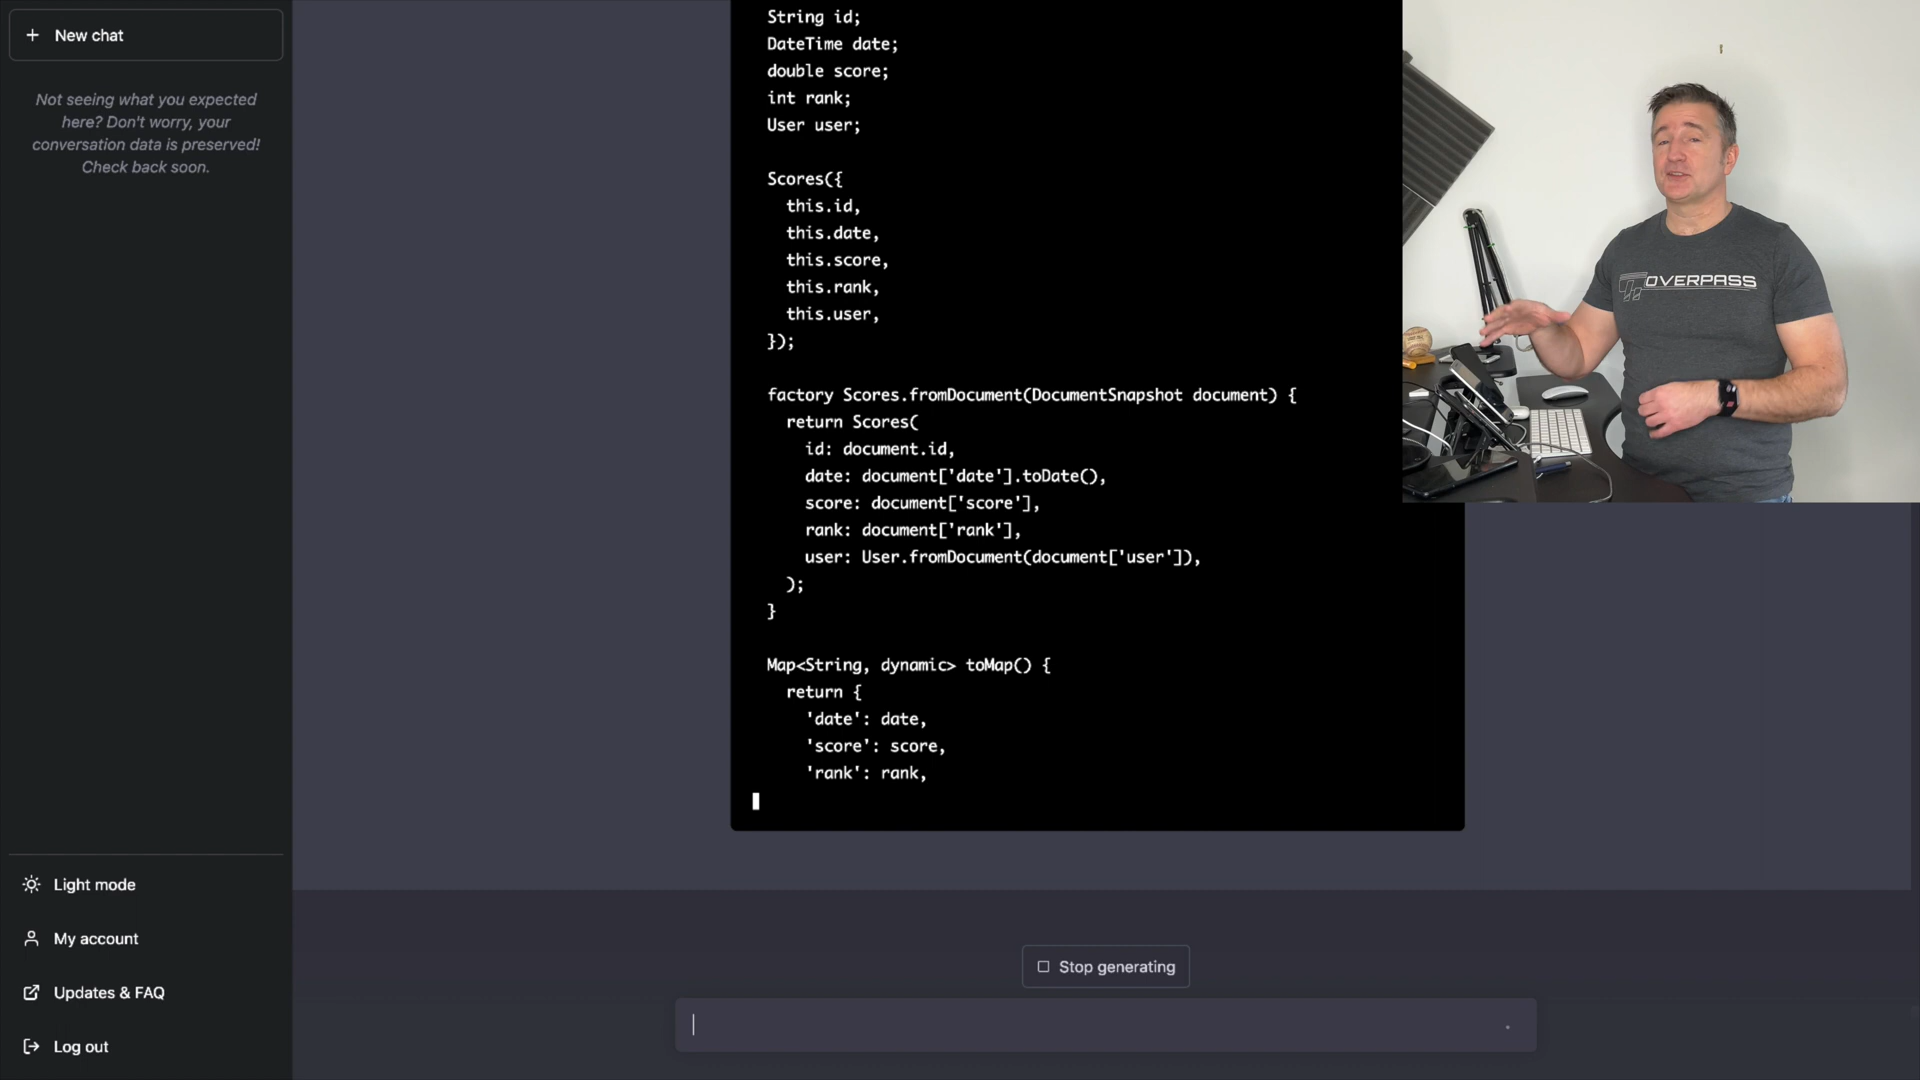 New chat
Not seeing what you expected
here? Don't worry, your
conversation data is preserved!
Check back soon.
Light mode
My account
Updates & FAQ
Log out
String id;
DateTime date;
double score;
int rank;
User user;
Scores({
this.id,
this.date,
this.score,
this.rank,
this.user,
});
factory Scores.fromDocument(DocumentSnapshot document) {
return Scores(
id: document.id,
date: document['date'].toDate(),
score: document['score'],
rank: document['rank'],
user: User.fromDocument(document['user']),
);
}
Map<String, dynamic> toMap() {
return {
'date': date,
'score': score,
'rank': rank,
Stop generating
OVERPASS